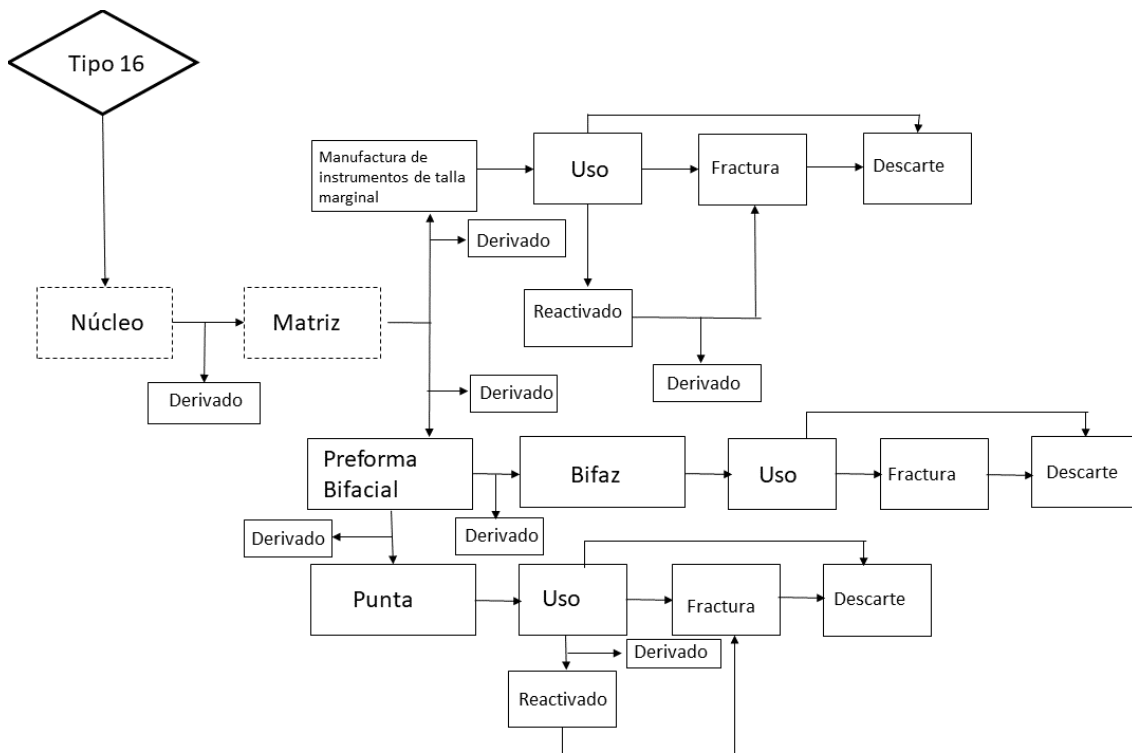 Tipo 16
Manufactura de
instrumentos de talla
marginal
Uso
Fractura
Descarte
Derivado
Núcleo
Matriz
Reactivado
Derivado
Derivado
Derivado
Preforma
Bifacial
Bifaz
Uso
Fractura
Descarte
Derivado
Derivado
Punta
Uso
Fractura
Descarte
Derivado
Reactivado